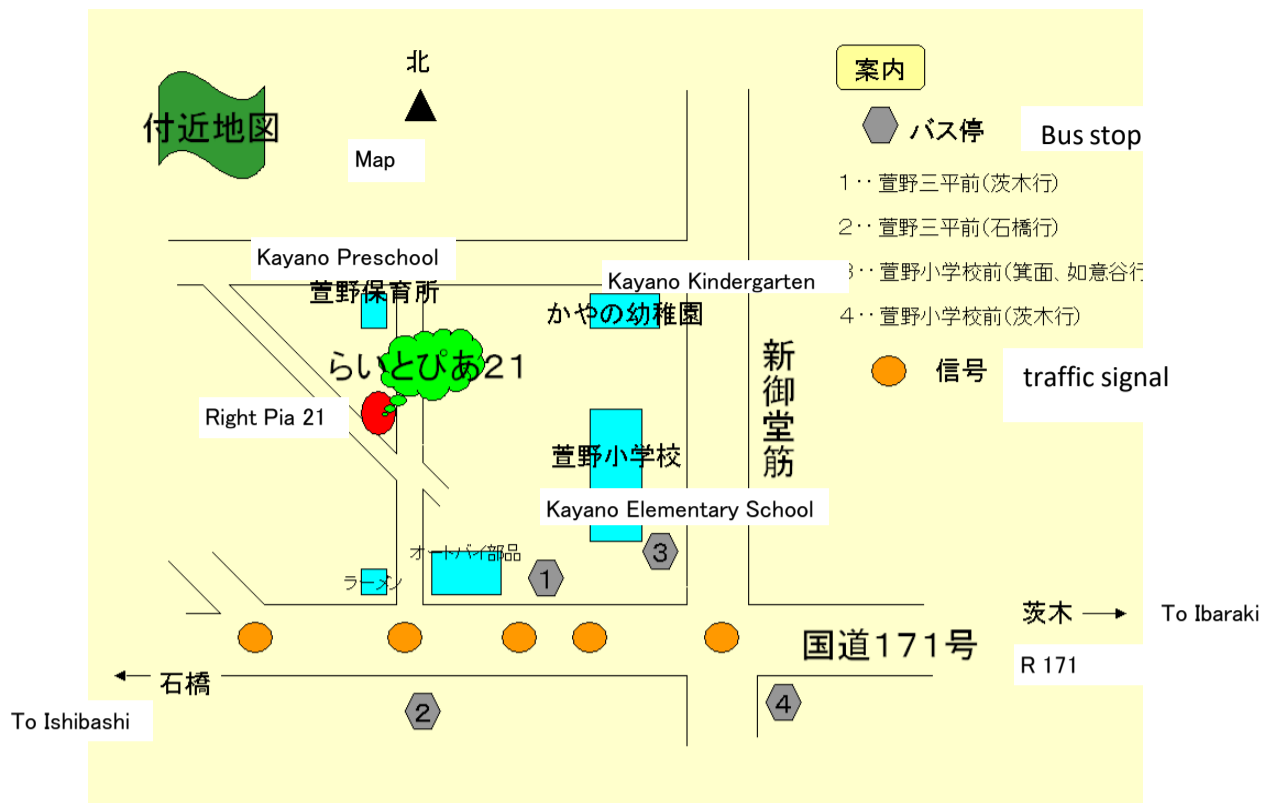 北
案内
付近地図
バス停
Bus stop
Map
1‥萱野三平前(茨木行)
2‥萱野三平前(石橋行)
Kayano Preschool
Kayano Kindergarten
3‥萱野小学校前(箕面、如意谷行
萱野保育所
かやの幼稚園
4‥萱野小学校前(茨木行)
らいとぴあ21
新御堂筋
信号
traffic signal
Right Pia 21
萱野小学校
Kayano Elementary School
オートバイ部品
3
ラーメン
1
茨木
To Ibaraki
国道171号
R 171
石橋
2
4
To Ishibashi